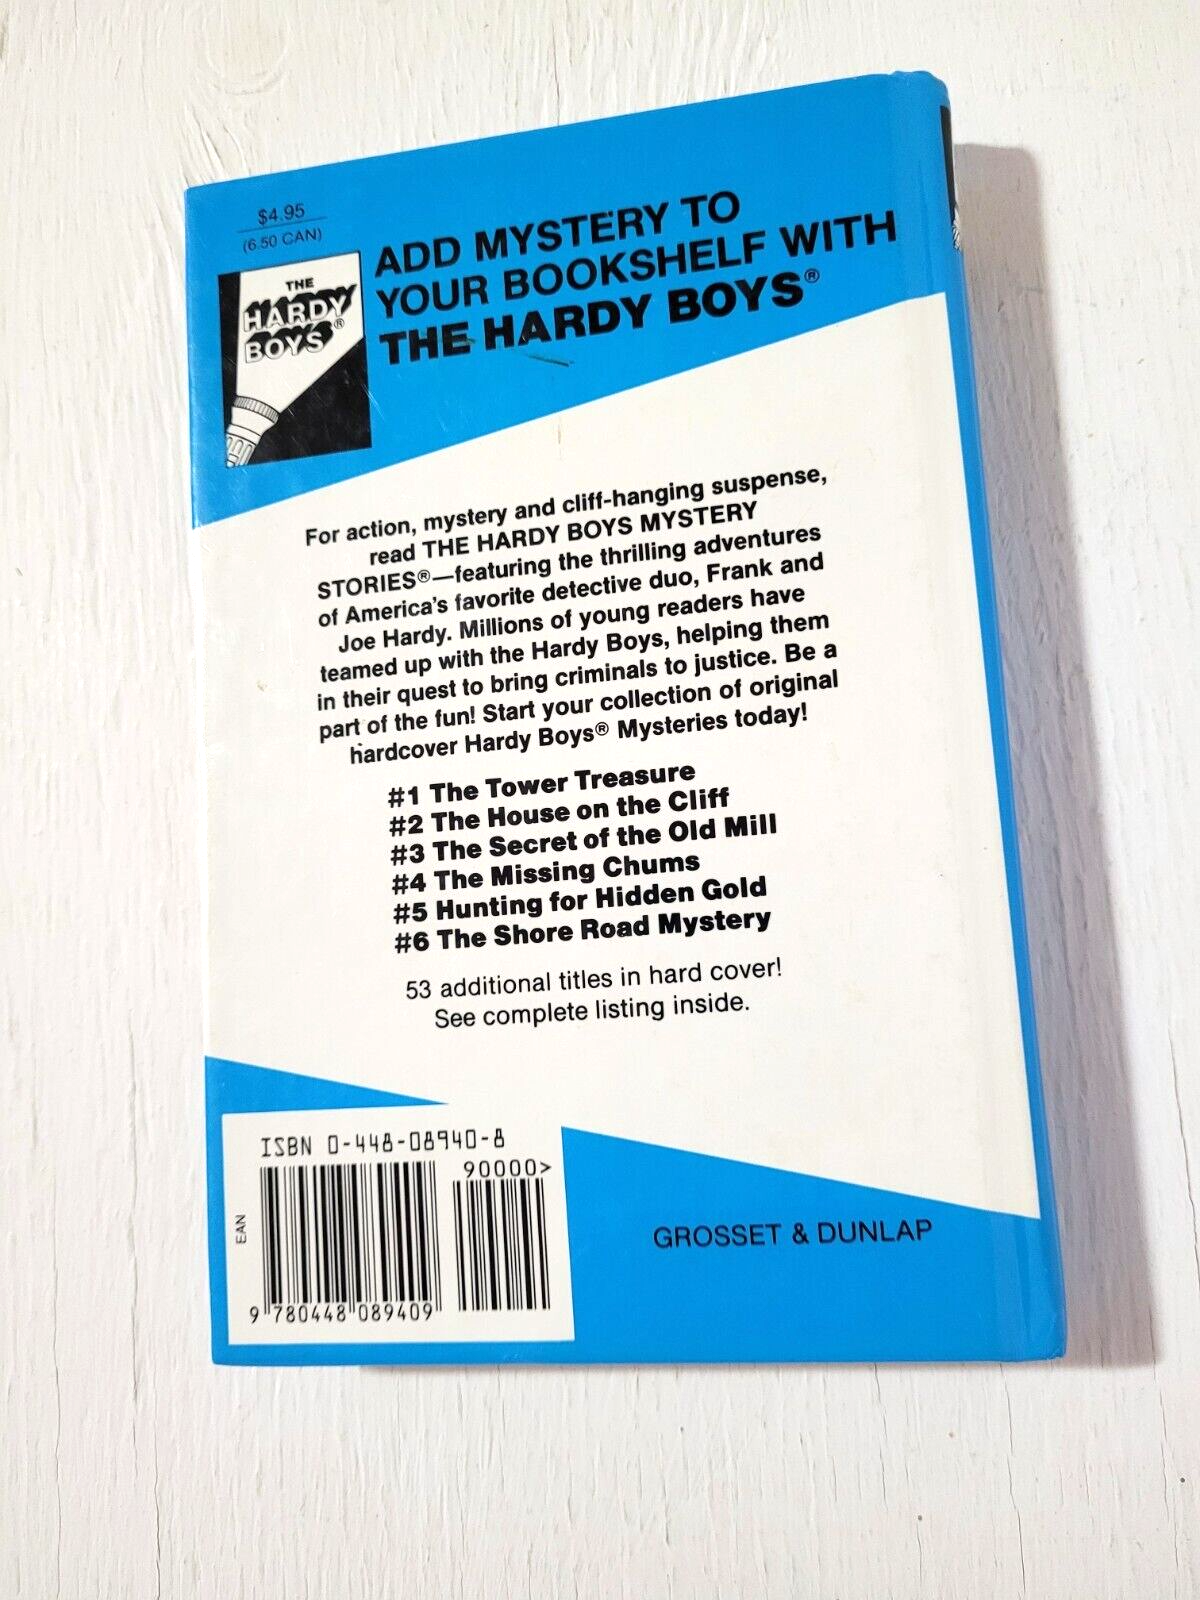 $4.95
(6.50 CAN)
THE
HARDY
BOYS®
ADD MYSTERY TO
YOUR BOOKSHELF WITH
THE HARDY BOYS®
For action, mystery and cliff-hanging suspense,
read THE HARDY BOYS MYSTERY
STORIES®—featuring the thrilling adventures
of America's favorite detective duo, Frank and
Joe Hardy. Millions of young readers have
teamed up with the Hardy Boys, helping them
in their quest to bring criminals to justice. Be a
part of the fun! Start your collection of original
hardcover Hardy Boys® Mysteries today!
#1 The Tower Treasure
#2 The House on the Cliff
#3 The Secret of the Old Mill
#4 The Missing Chums
#5 Hunting for Hidden Gold
#6 The Shore Road Mystery
53 additional titles in hard cover!
See complete listing inside.
ISBN 0-448-08940-8
90000>
EAN
9 780448 089409
GROSSET & DUNLAP